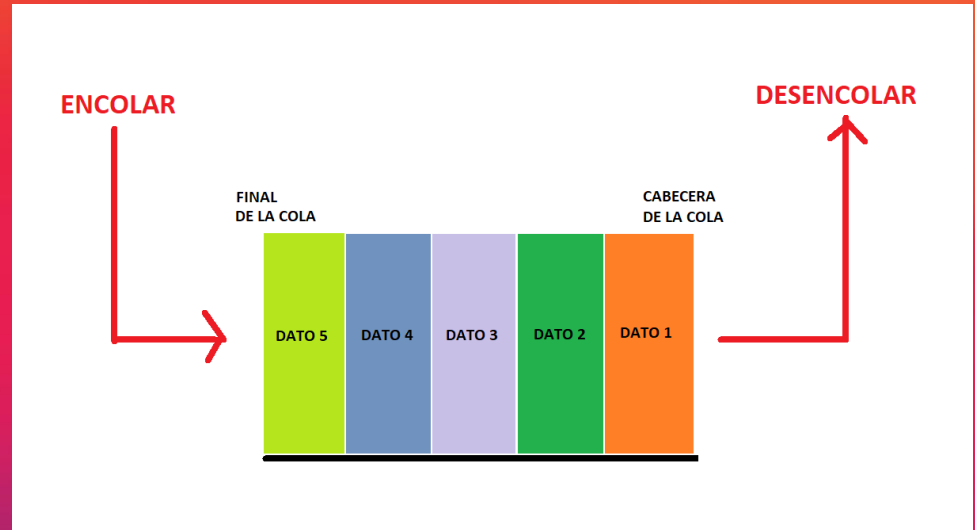 ENCOLAR
DESENCOLAR
FINAL
DE LA COLA
CABECERA
DE LA COLA
DATO 5
DATO 4
DATO 3
DATO 2
DATO 1